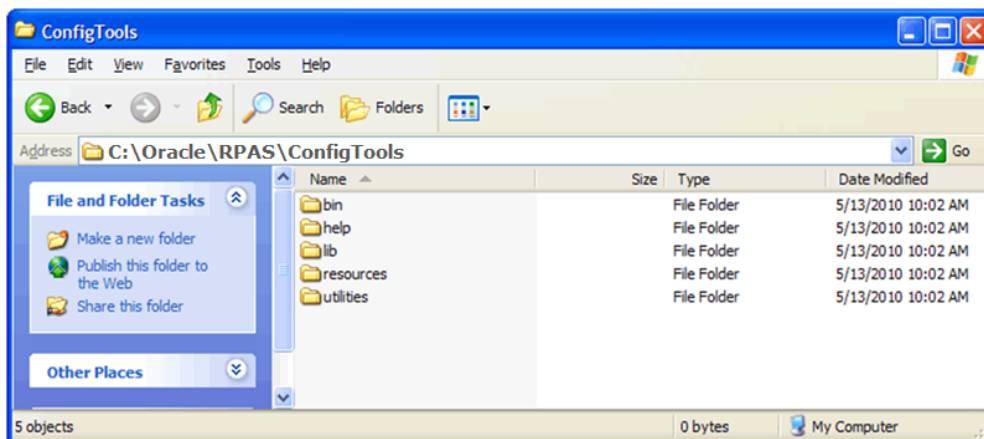 ConfigTools
File Edit View Favorites Tools Help
Back Search Folders
Address C:\Oracle\RPAS\ConfigTools Go
File and Folder Tasks
Make a new folder
Publish this folder to
the Web
Share this folder
Other Places
Name Size Type Date Modified
bin File Folder 5/13/2010 10:02 AM
help File Folder 5/13/2010 10:02 AM
lib File Folder 5/13/2010 10:02 AM
resources File Folder 5/13/2010 10:02 AM
utilities File Folder 5/13/2010 10:02 AM
5 objects 0 bytes My Computer